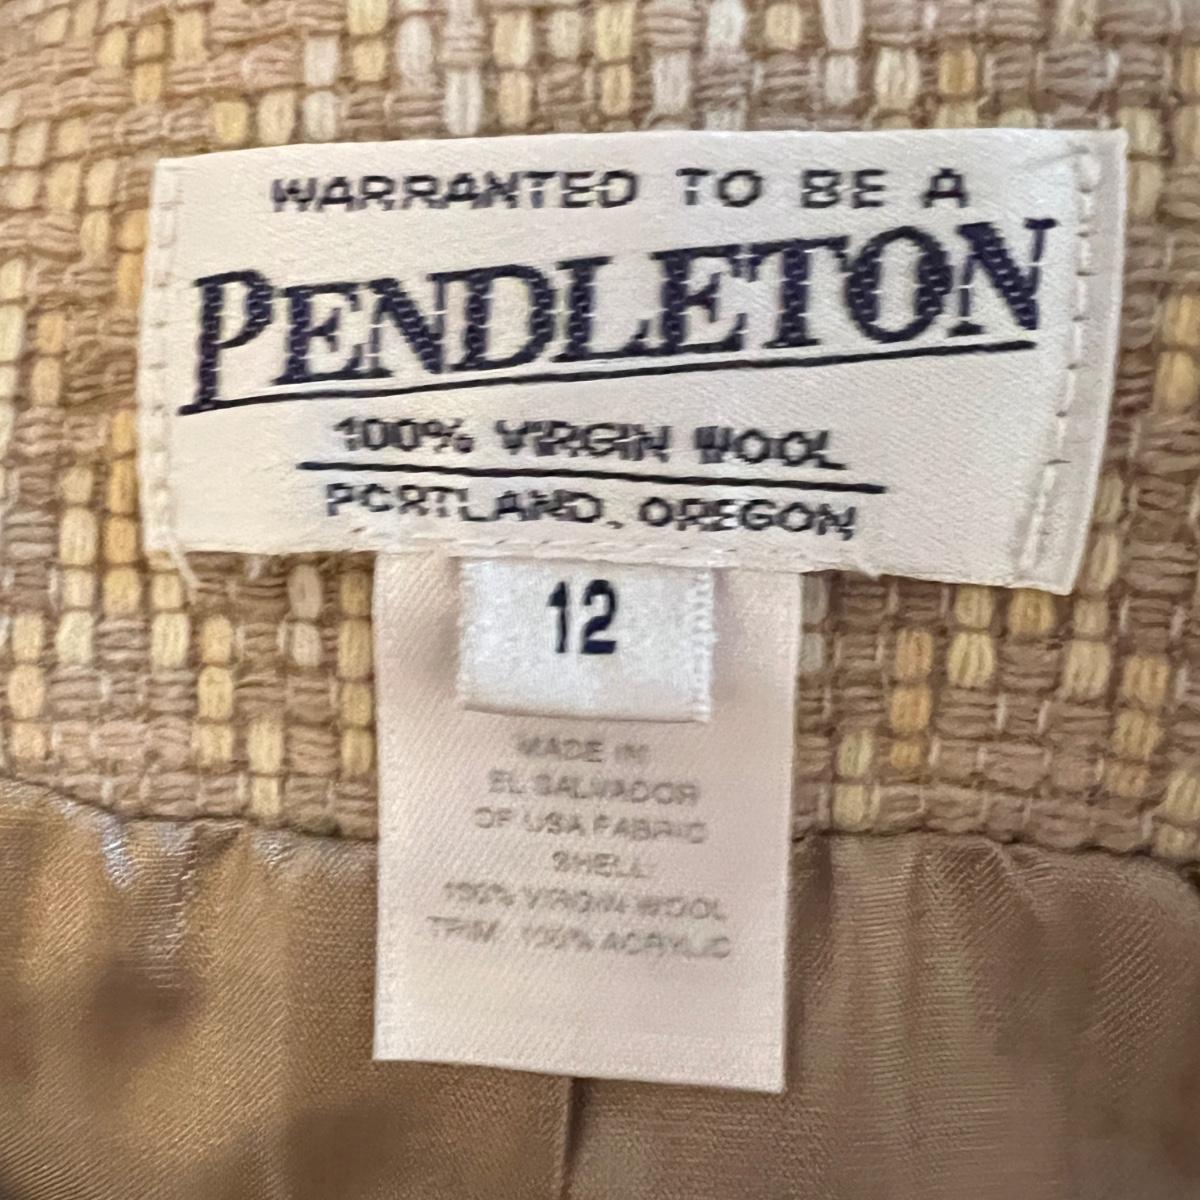 WARRANTED TO BE A
PENDLETON
100% VIRGIN WOOL
PORTLAND, OREGON
12
MADE IN
EL SALVADOR
OF USA FABRIC
SHELL:
100% VIRGIN WOOL
TRIM: 100% ACRYLIC